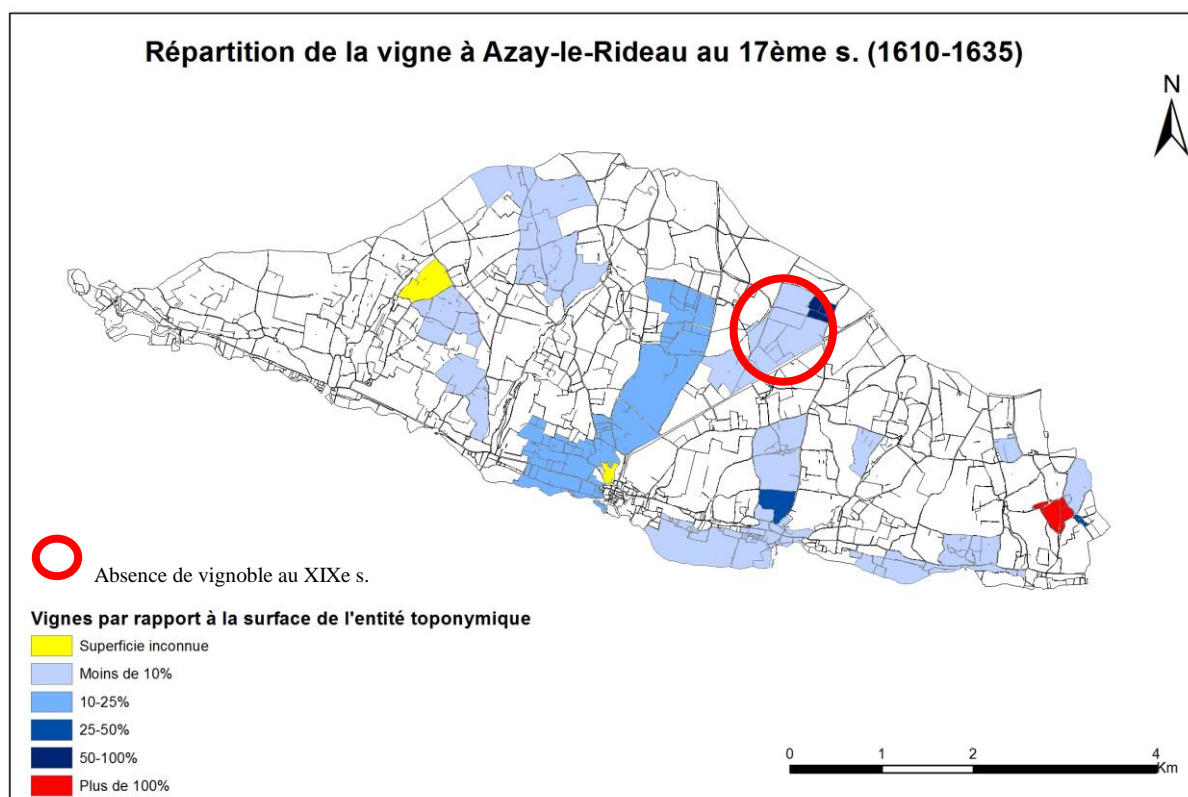 Répartition de la vigne à Azay-le-Rideau au 17ème s. (1610-1635)
N
Absence de vignoble au XIXe s.
Vignes par rapport à la surface de l'entité toponymique
Superficie inconnue
Moins de 10%
10-25%
25-50%
50-100%
Plus de 100%
0 1 2 4
Km